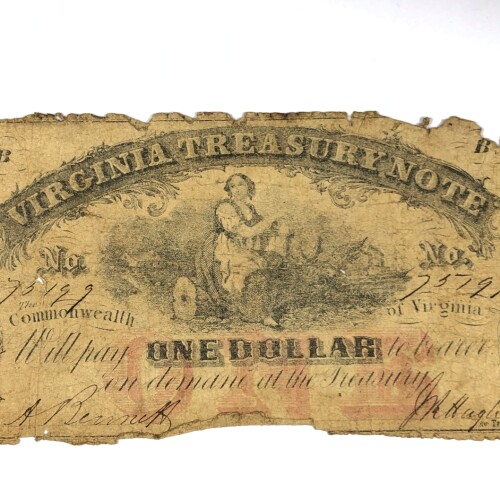 B B
VIRGINIA TREASURY NOTE
No. No.
The
Commonwealth of Virginia
Will pay ONE DOLLAR to bearer
on demand at the Treasury
ONE